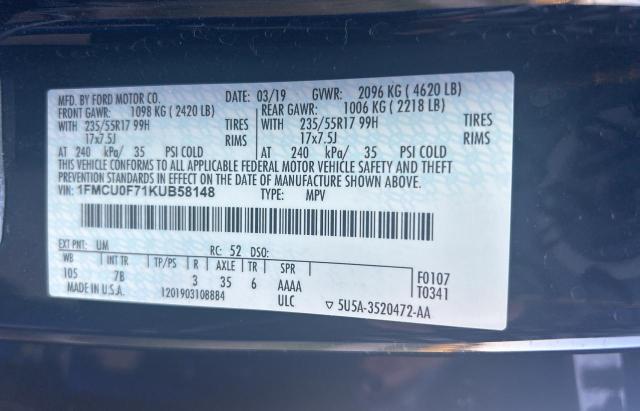 MFD. BY FORD MOTOR CO. DATE: 03/19 GVWR: 2096 KG ( 4620 LB)
FRONT GAWR: 1098 KG ( 2420 LB) REAR GAWR: 1006 KG ( 2218 LB)
WITH 235/55R17 99H TIRES WITH 235/55R17 99H TIRES
17x7.5J RIMS 17x7.5J RIMS
AT 240 kPa/ 35 PSI COLD AT 240 kPa/ 35 PSI COLD
THIS VEHICLE CONFORMS TO ALL APPLICABLE FEDERAL MOTOR VEHICLE SAFETY AND THEFT
PREVENTION STANDARDS IN EFFECT ON THE DATE OF MANUFACTURE SHOWN ABOVE.
VIN: 1FMCU0F71KUB58148 TYPE: MPV
EXT PNT: UM RC: 52 DSO:
WB INT TR TP/PS R AXLE TR SPR
105 7B 3 35 6 AAAA
ULC
F0107
T0341
1201903108884
▽ 5U5A-3520472-AA